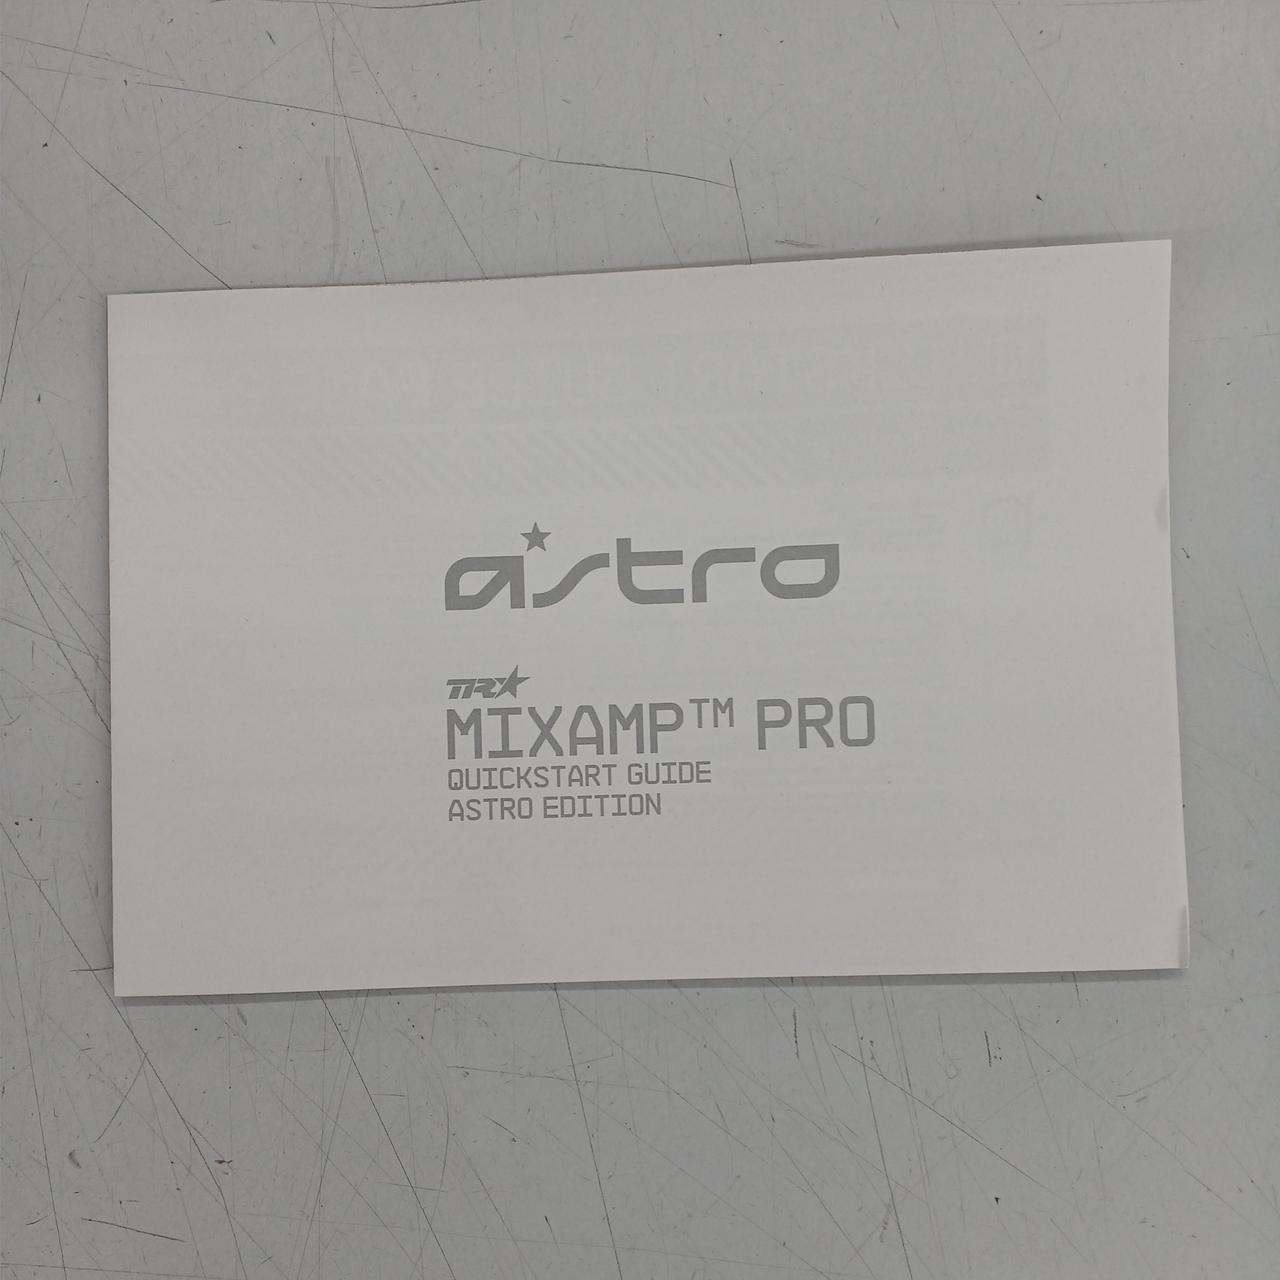 astro
TR
MIXAMP™ PRO
QUICKSTART GUIDE
ASTRO EDITION